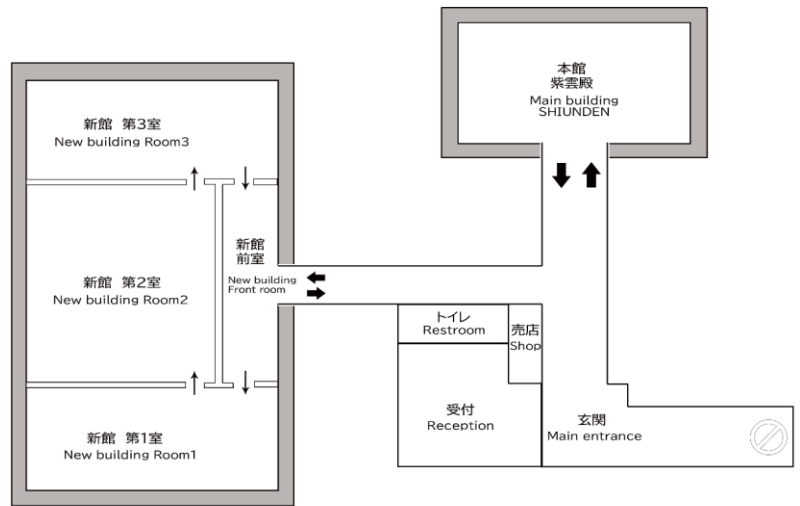 本館
紫雲殿
Main building
SHIUNDEN
新館 第3室
New building Room3
新館
前室
New building
Front room
新館 第2室
New building Room2
トイレ
Restroom
売店
Shop
受付
Reception
玄関
Main entrance
新館 第1室
New building Room1